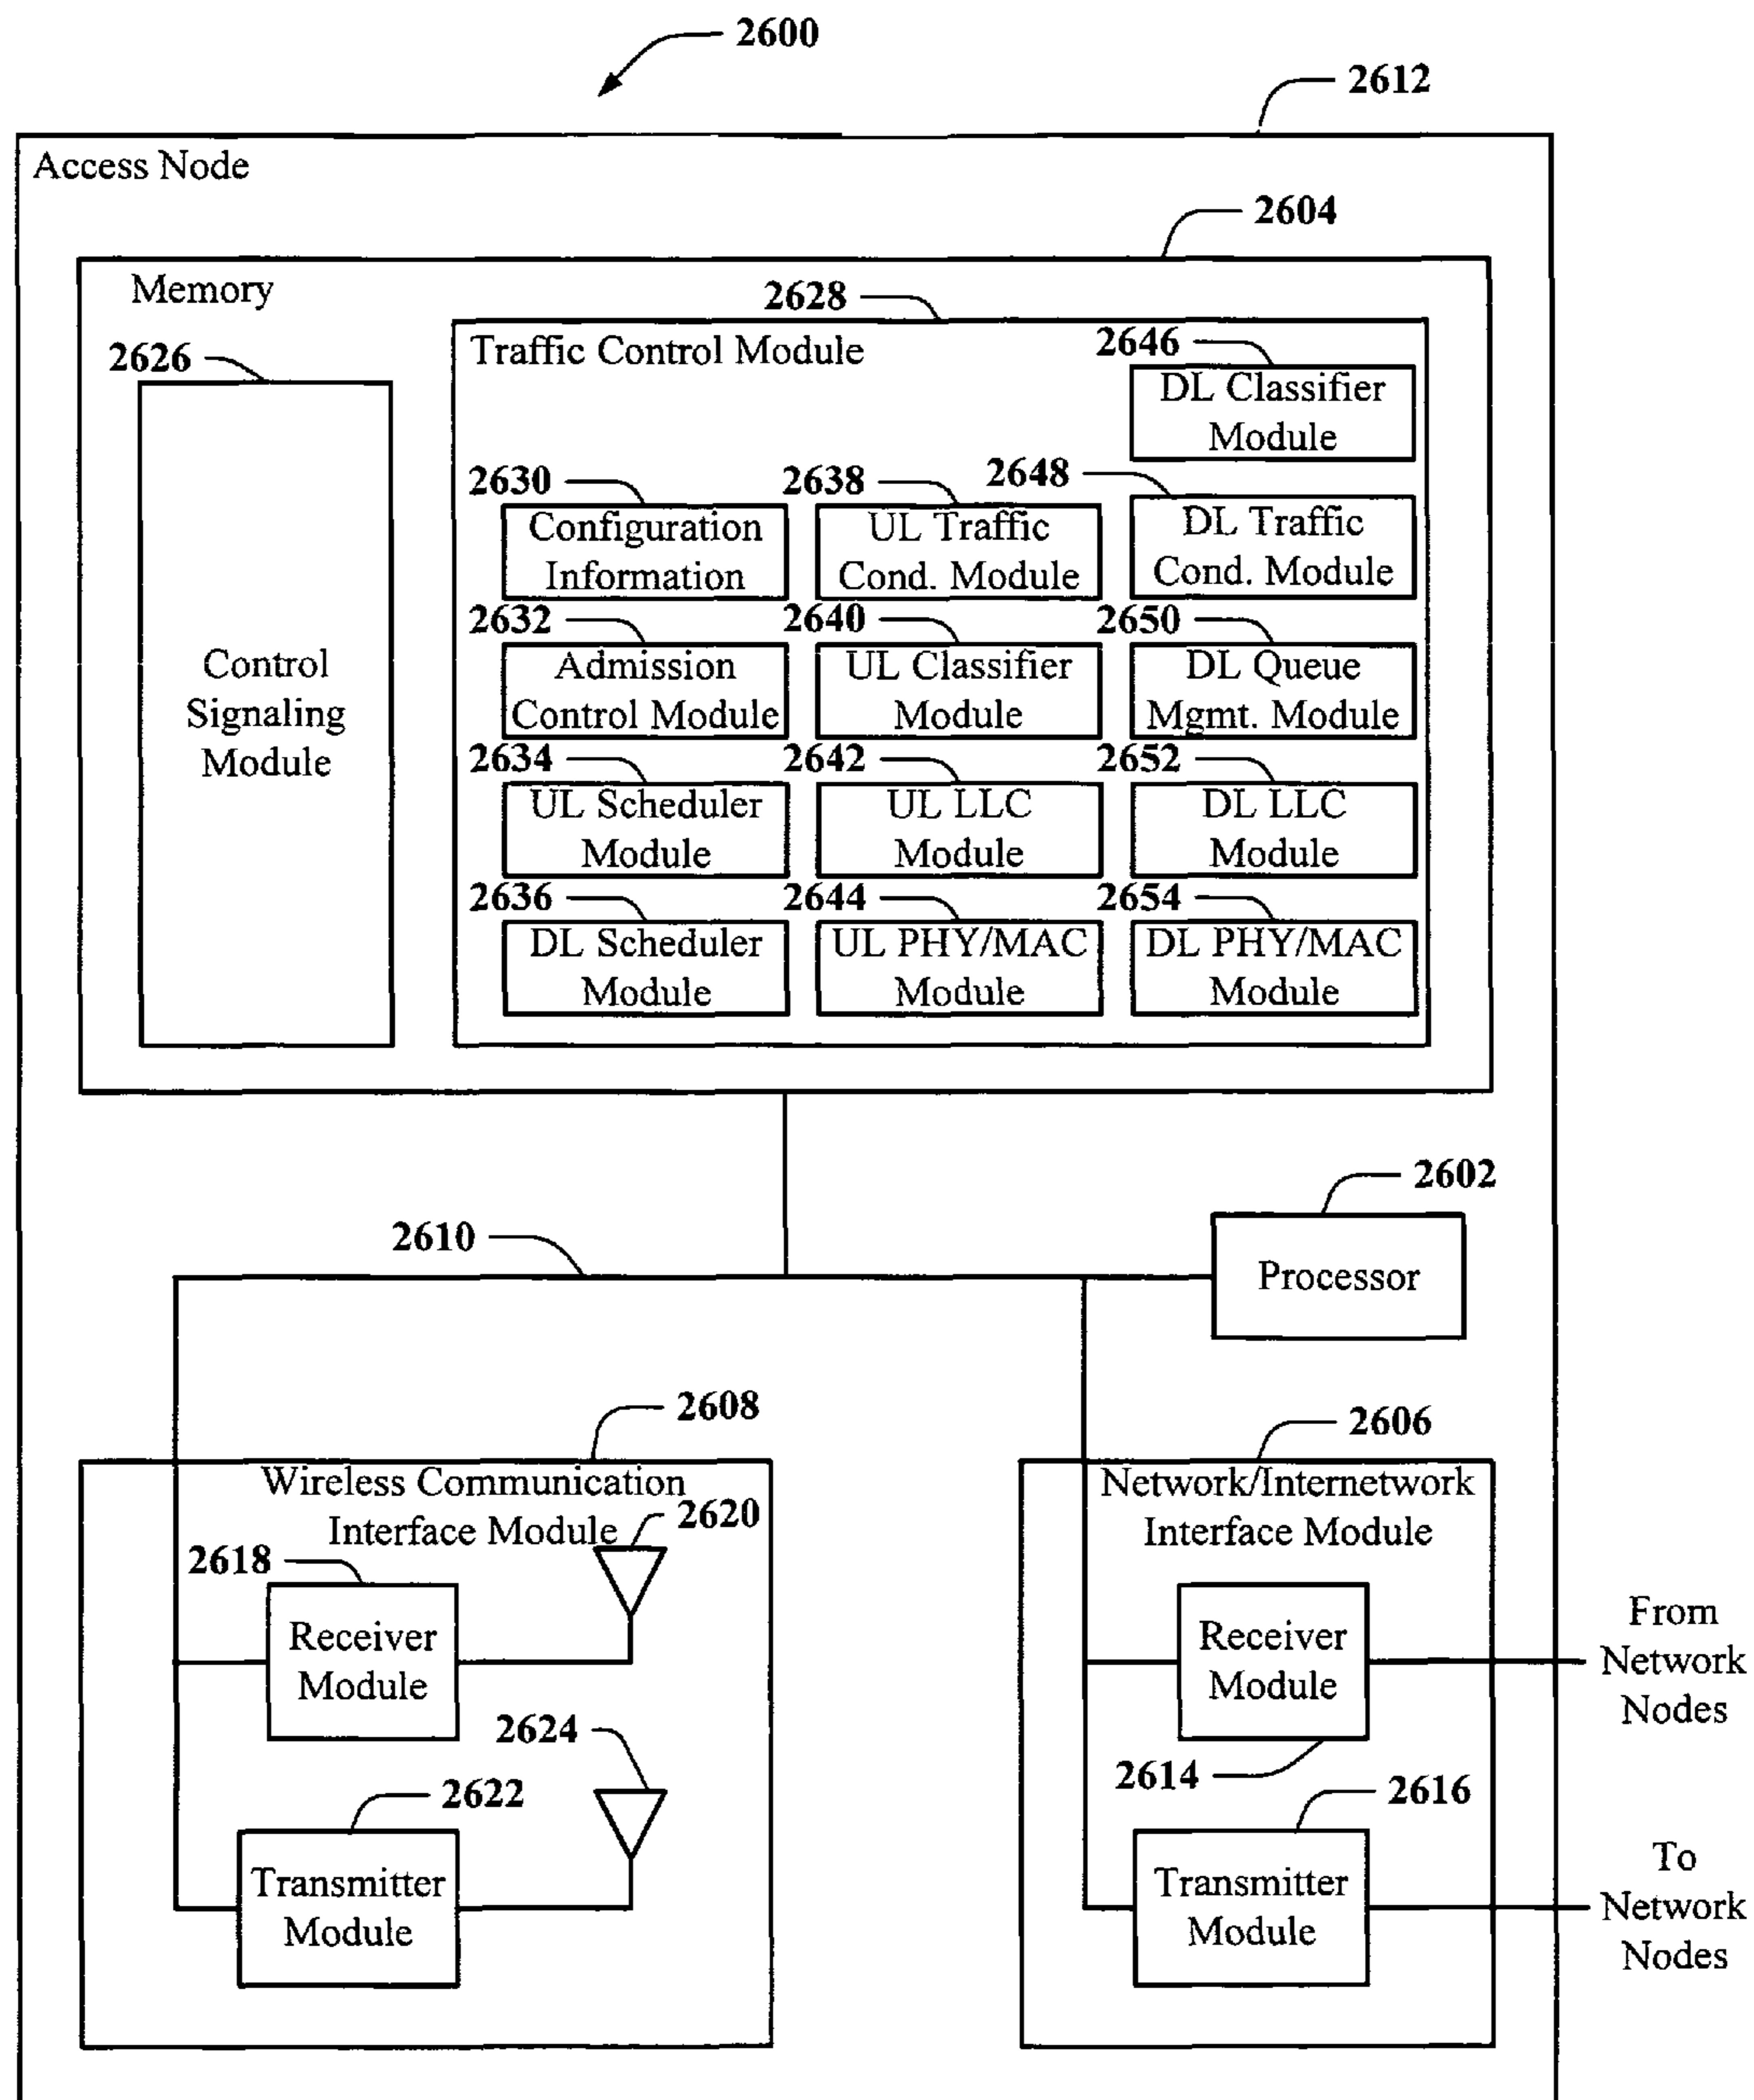 2600
2612
Access Node
2604
Memory
2628
2626
Traffic Control Module
2646
DL Classifier
Module
2630
2638
2648
Configuration
Information
UL Traffic
Cond. Module
DL Traffic
Cond. Module
2632
2640
2650
Admission
Control Module
UL Classifier
Module
DL Queue
Mgmt. Module
Control
Signaling
Module
2634
2642
2652
UL Scheduler
Module
UL LLC
Module
DL LLC
Module
2636
2644
2654
DL Scheduler
Module
UL PHY/MAC
Module
DL PHY/MAC
Module
2602
2610
Processor
2608
2606
Wireless Communication
Interface Module
2620
Network/Internetwork
Interface Module
2618
Receiver
Module
Receiver
Module
From
Network
Nodes
2624
2614
2622
2616
Transmitter
Module
Transmitter
Module
To
Network
Nodes